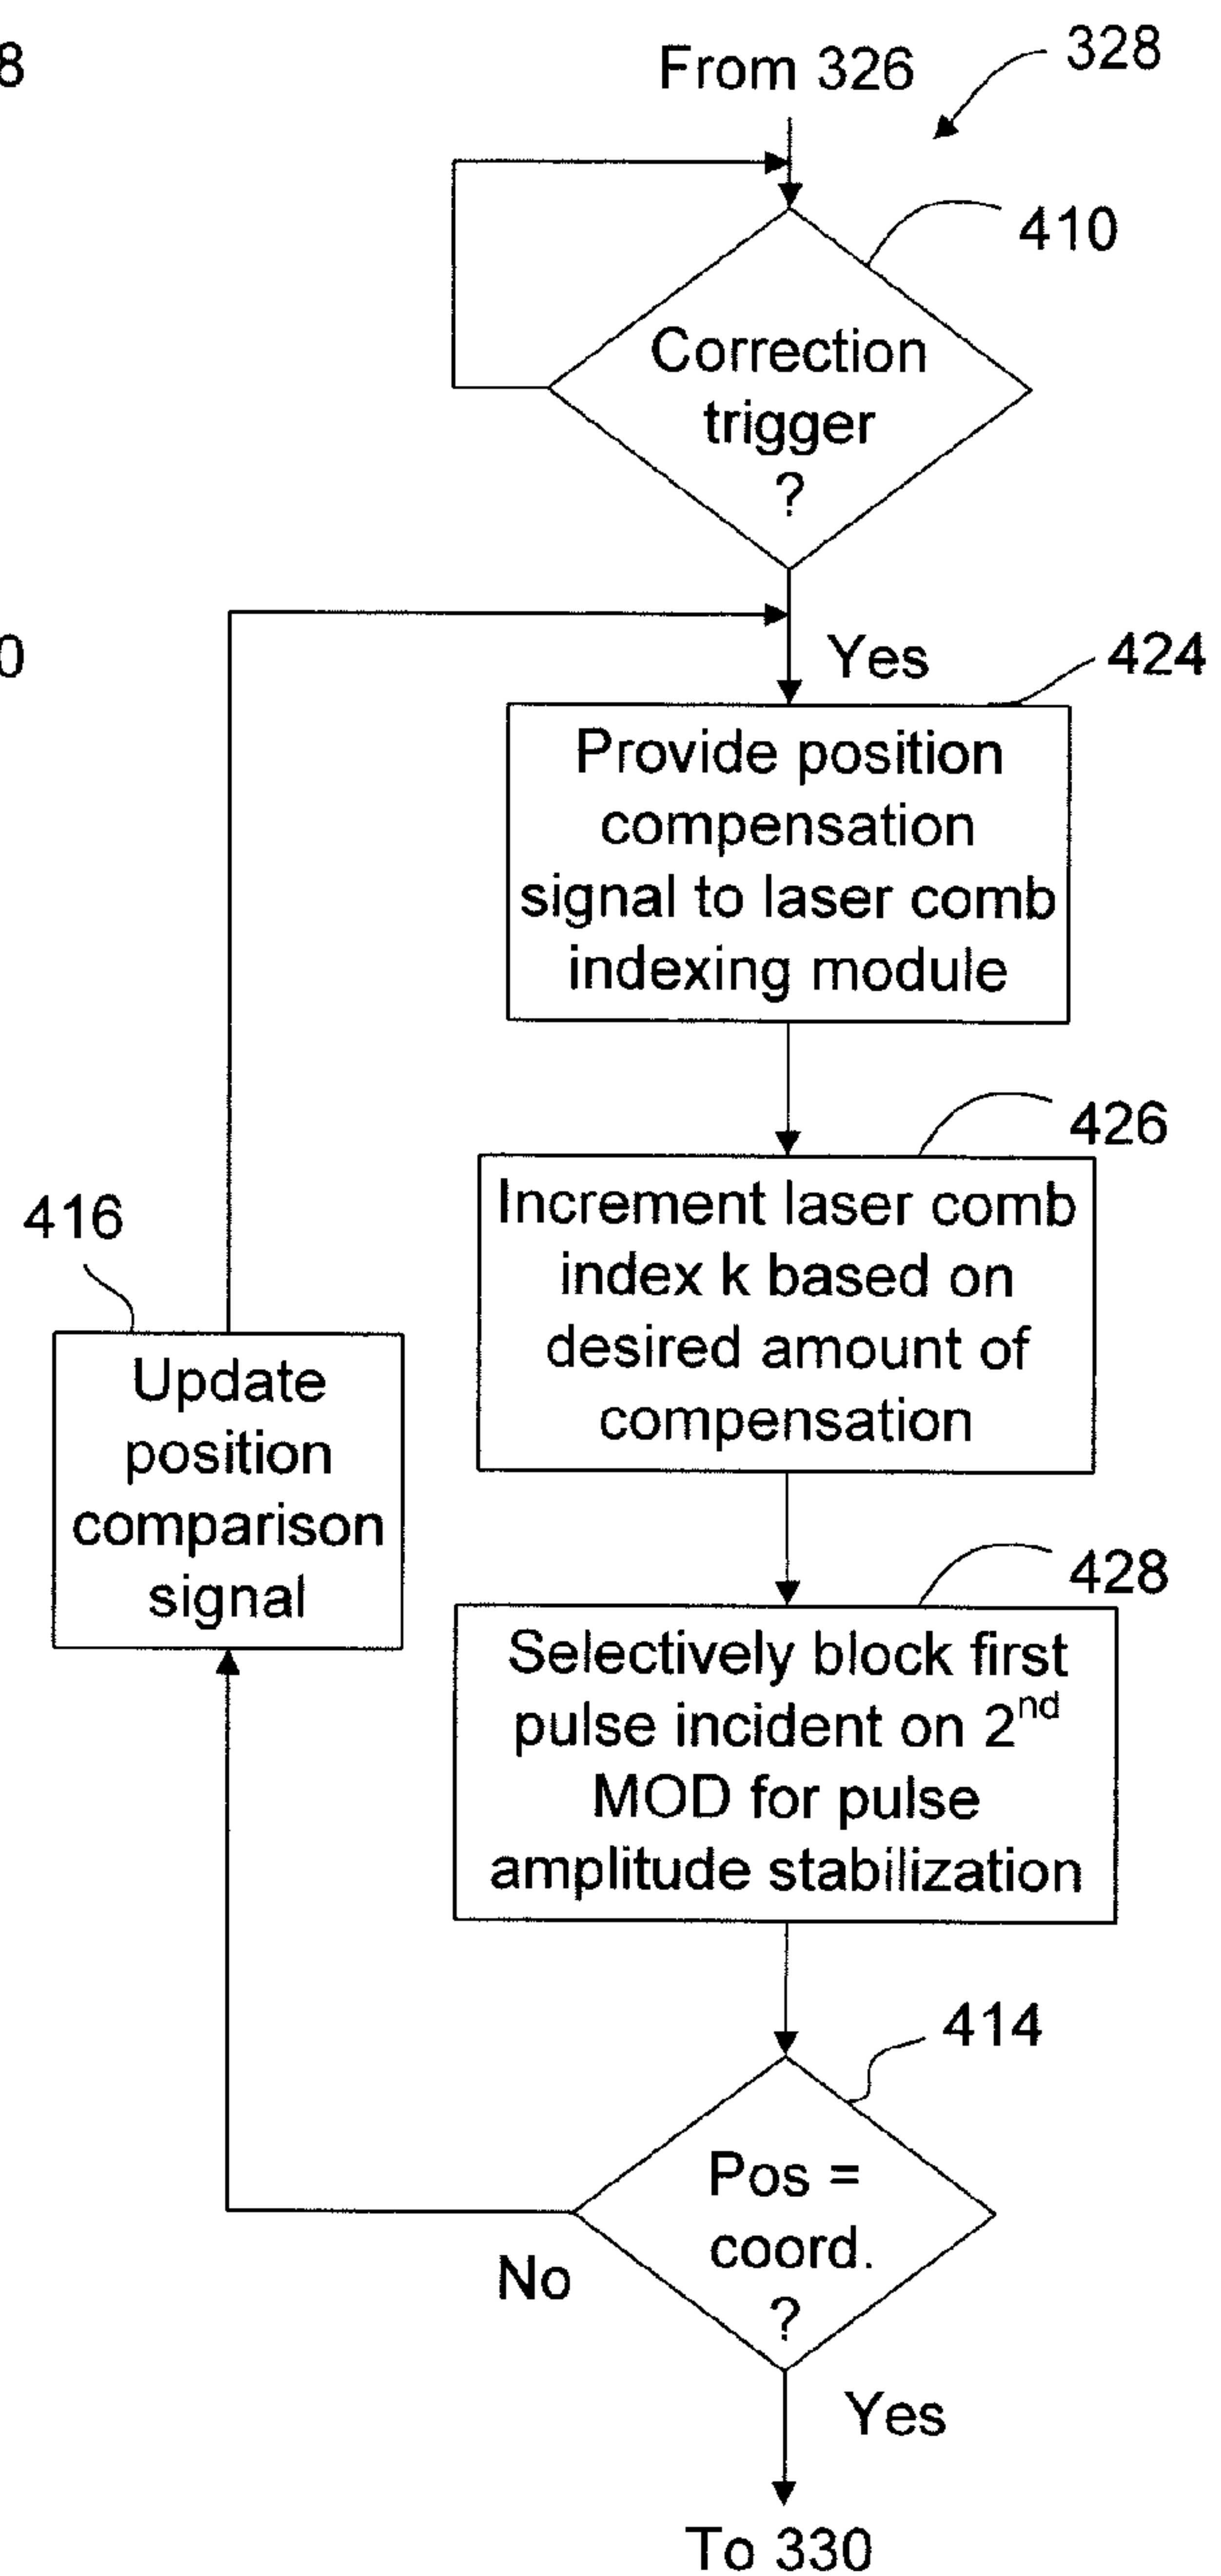 8
From 326
328
410
Correction
trigger
?
0
Yes
424
Provide position
compensation
signal to laser comb
indexing module
426
Increment laser comb
index k based on
desired amount of
compensation
416
Update
position
comparison
signal
428
Selectively block first
pulse incident on 2nd
MOD for pulse
amplitude stabilization
414
Pos =
coord.
?
No
Yes
To 330